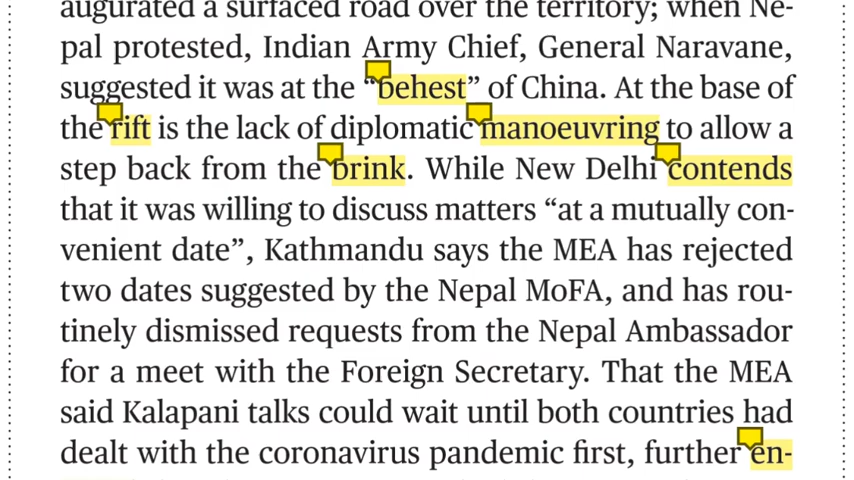 augurated a surfaced road over the territory; when Ne-
pal protested, Indian Army Chief, General Naravane,
suggested it was at the “behest” of China. At the base of
the rift is the lack of diplomatic manoeuvring to allow a
step back from the brink. While New Delhi contends
that it was willing to discuss matters “at a mutually con-
venient date”, Kathmandu says the MEA has rejected
two dates suggested by the Nepal MoFA, and has rou-
tinely dismissed requests from the Nepal Ambassador
for a meet with the Foreign Secretary. That the MEA
said Kalapani talks could wait until both countries had
dealt with the coronavirus pandemic first, further en-